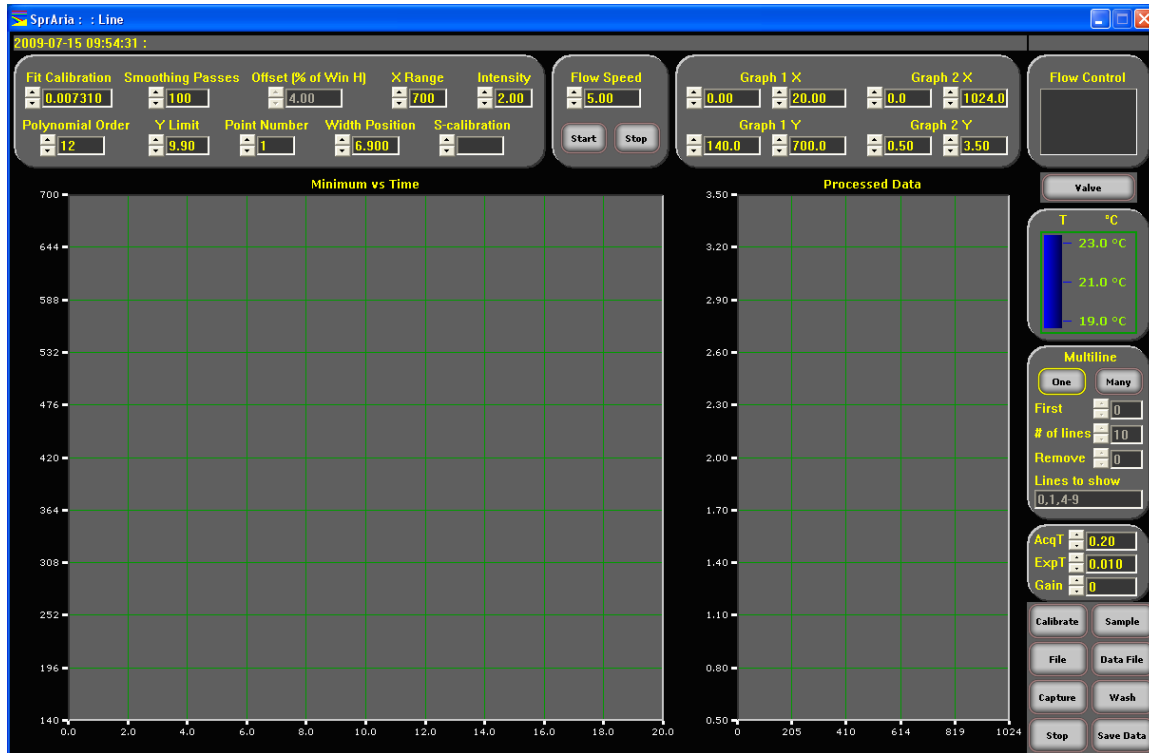 SprAria : : Line
2009-07-15 09:54:31 :
Fit Calibration Smoothing Passes Offset (% of Win H) X Range Intensity
0.007310 100 4.00 700 2.00
Polynomial Order Y Limit Point Number Width Position S-calibration
12 9.90 1 6.900
Flow Speed
5.00
Start Stop
Graph 1 X Graph 2 X
0.00 20.00 0.0 1024.0
Graph 1 Y Graph 2 Y
140.0 700.0 0.50 3.50
Flow Control
Valve
Minimum vs Time
700
644
588
532
476
420
364
308
252
196
140
0.0 2.0 4.0 6.0 8.0 10.0 12.0 14.0 16.0 18.0 20.0
Processed Data
3.50
3.20
2.90
2.60
2.30
2.00
1.70
1.40
1.10
0.80
0.50
0 205 410 614 819 1024
T °C
23.0 °C
21.0 °C
19.0 °C
Multiline
One Many
First 0
# of lines 10
Remove 0
Lines to show
0,1,4-9
AcqT 0.20
ExpT 0.010
Gain 0
Calibrate Sample
File Data File
Capture Wash
Stop Save Data